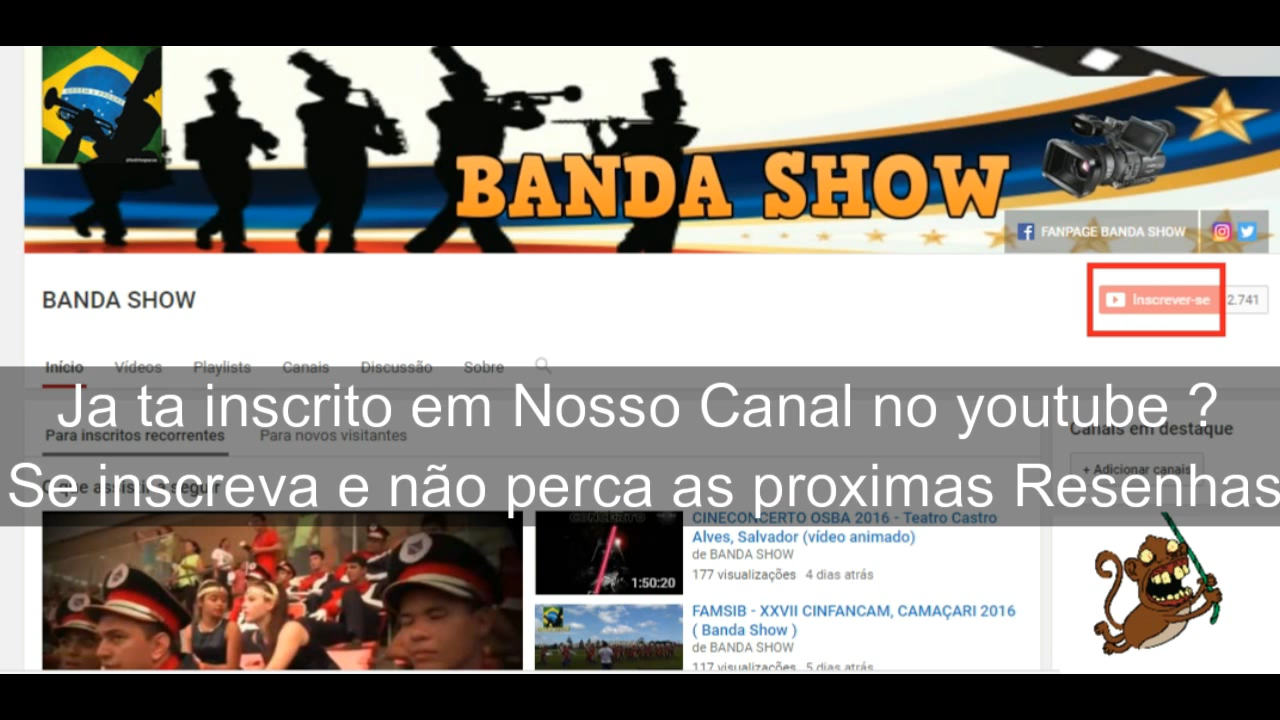 BANDA SHOW
FANPAGE BANDA SHOW
BANDA SHOW
Inscrever-se 2.741
Início Vídeos Playlists Canais Discussão Sobre
Ja ta inscrito em Nosso Canal no youtube ?
Para inscritos recorrentes Para novos visitantes
Canais em destaque
+ Adicionar canais
Se inscreva e não perca as proximas Resenhas
O que assistir a seguir
CONCERTO
CINECONCERTO OSBA 2016 - Teatro Castro
Alves, Salvador (vídeo animado)
de BANDA SHOW
177 visualizações 4 dias atrás
1:50:20
FAMSIB - XXVII CINFANCAM, CAMAÇARI 2016
( Banda Show )
de BANDA SHOW
117 visualizações 5 dias atrás